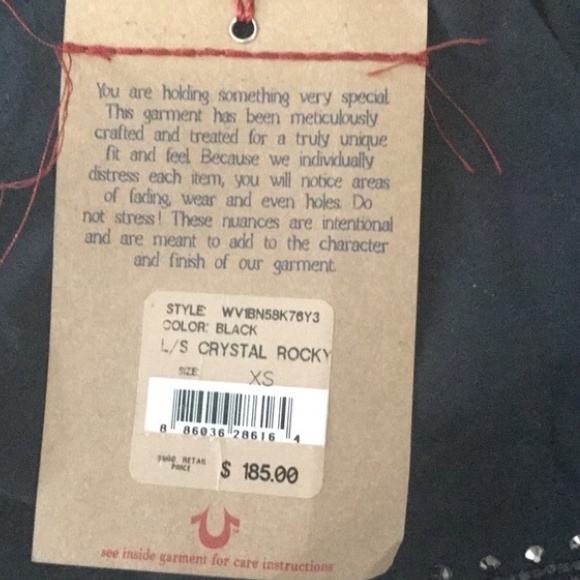 You are holding something very special.
This garment has been meticulously
crafted and treated for a truly unique
fit and feel. Because we individually
distress each item, you will notice areas
of fading, wear and even holes. Do
not stress! These nuances are intentional
and are meant to add to the character
and finish of our garment.
STYLE: WV1BN58K76Y3
COLOR: BLACK
L/S CRYSTAL ROCKY
SIZE: XS
8 86036 28616 4
RETAIL
PRICE $ 185.00
see inside garment for care instructions